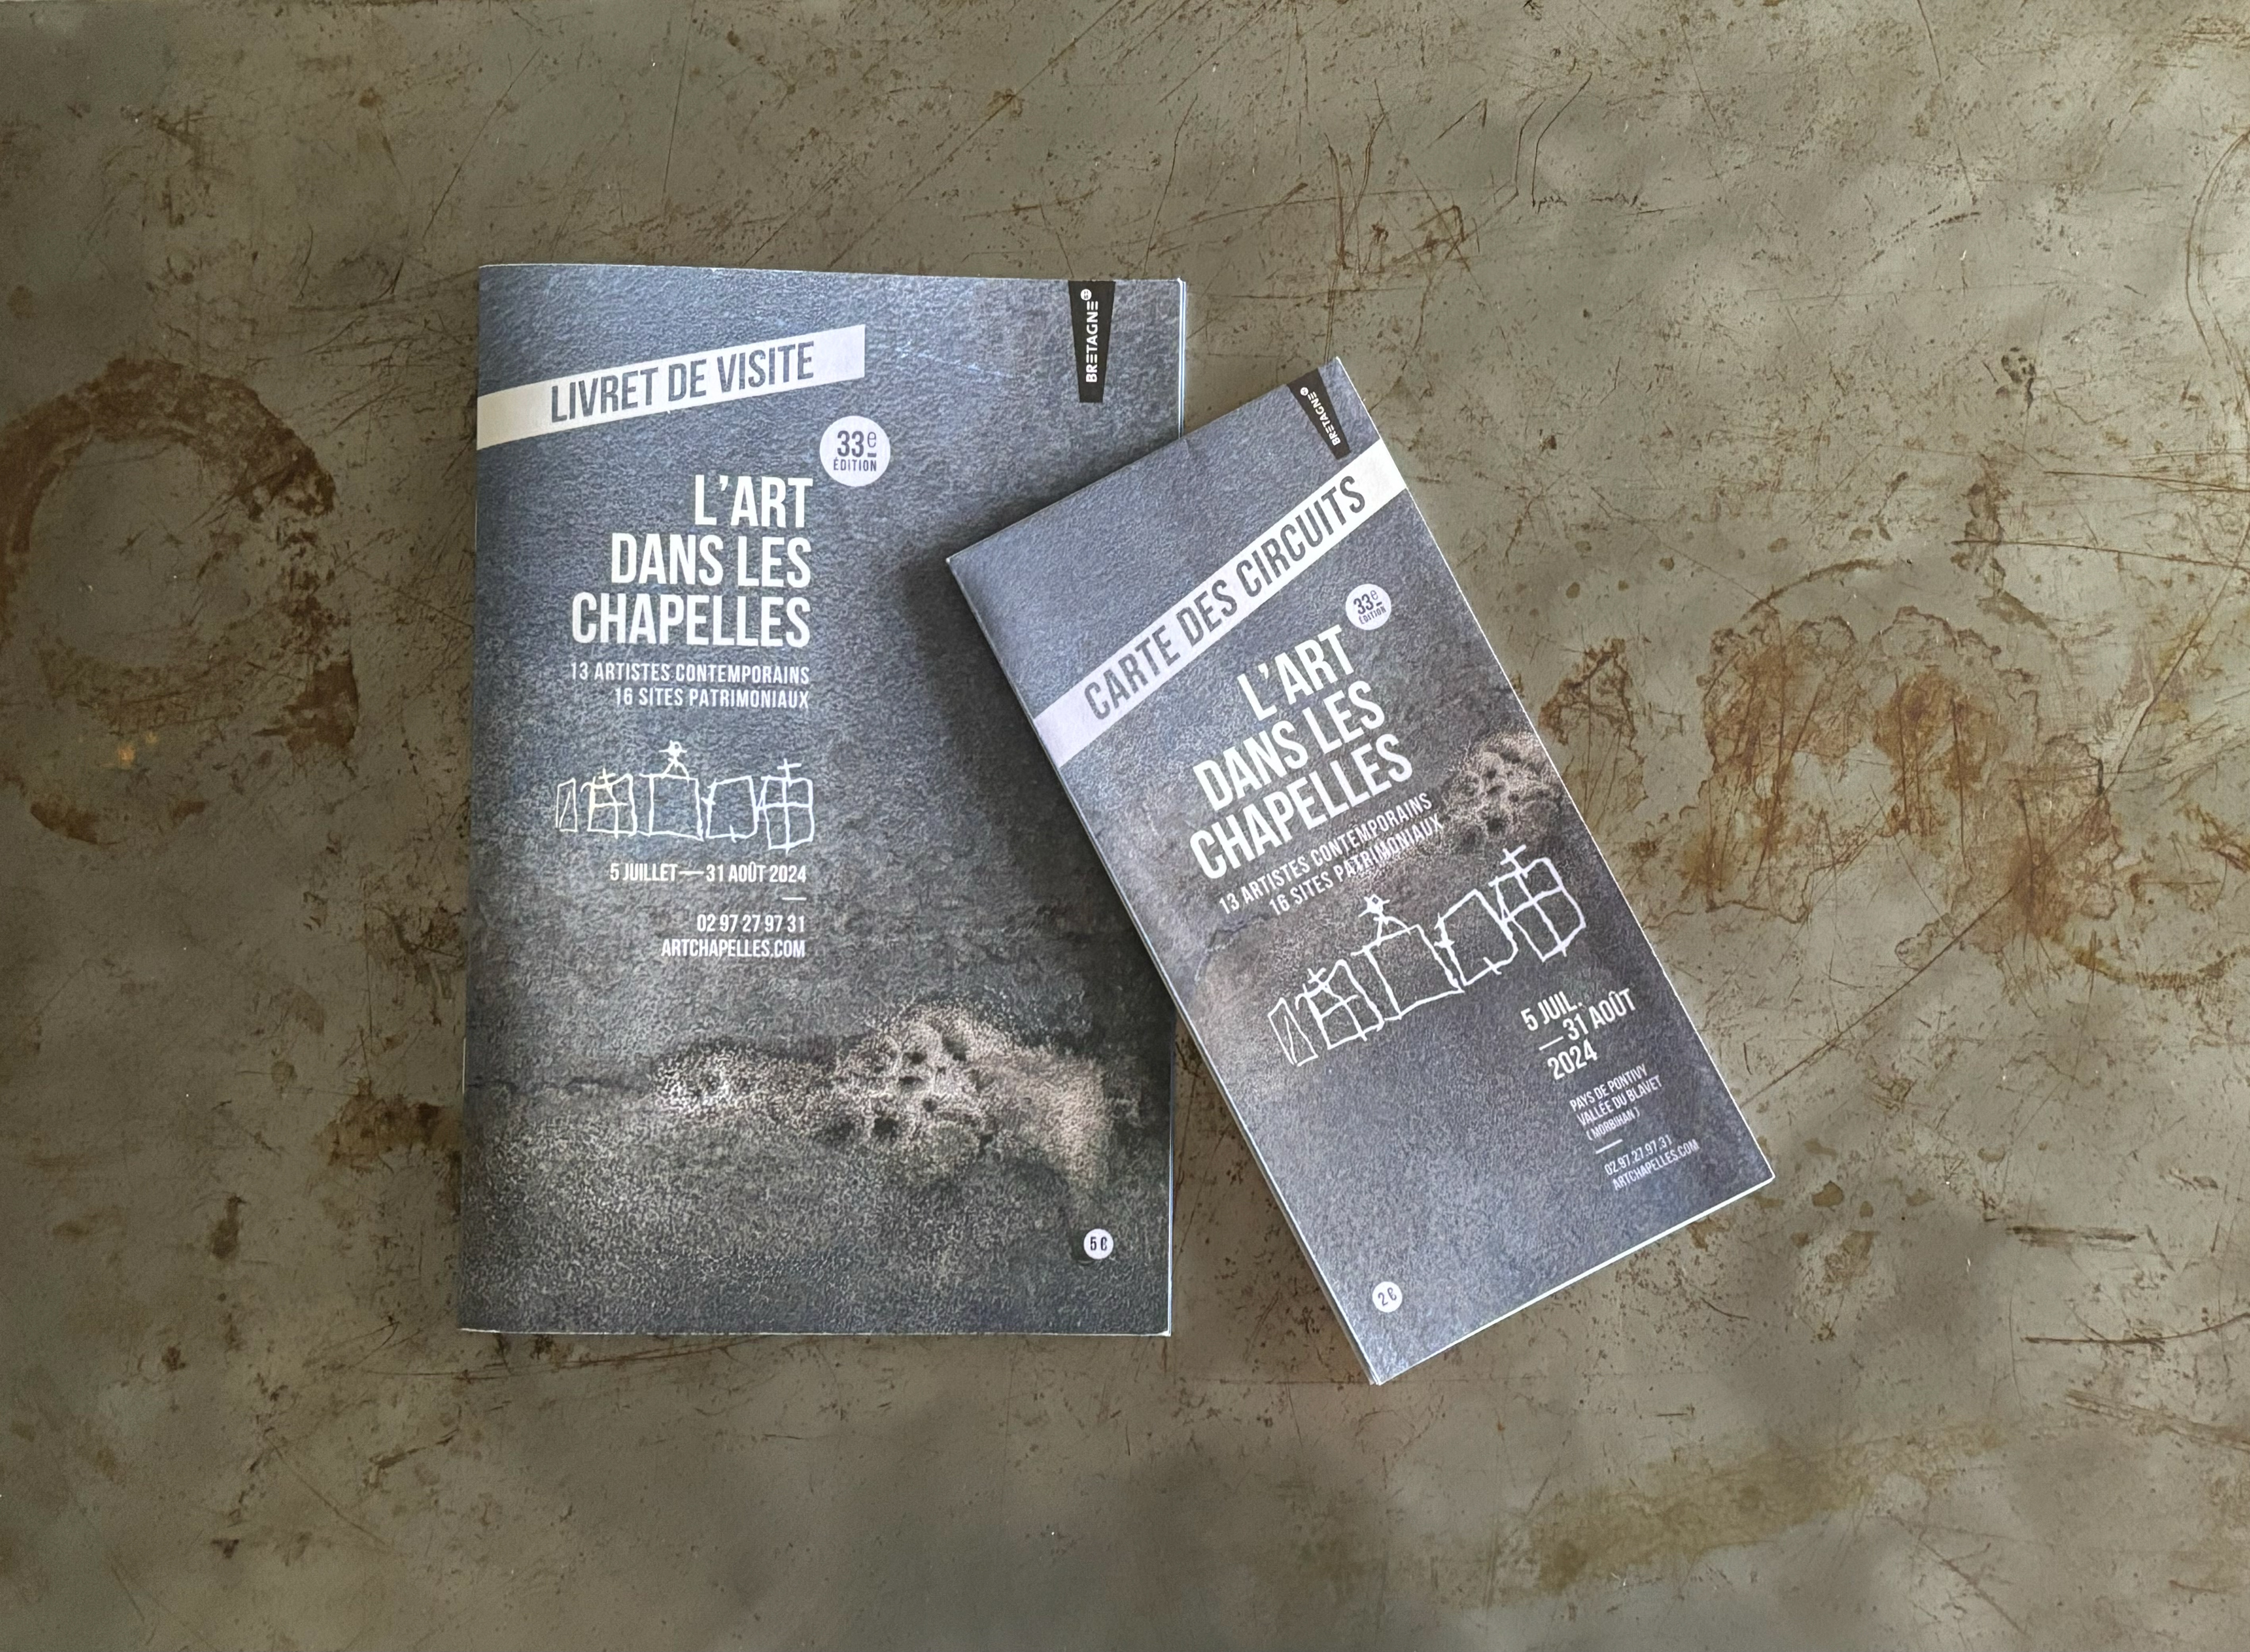 LIVRET DE VISITE
BRETAGNE
33e
ÉDITION
L'ART
DANS LES
CHAPELLES
13 ARTISTES CONTEMPORAINS
16 SITES PATRIMONIAUX
5 JUILLET — 31 AOÛT 2024
02 97 27 97 31
ARTCHAPELLES.COM
5 €
BRETAGNE
CARTE DES CIRCUITS
33e
ÉDITION
L'ART
DANS LES
CHAPELLES
13 ARTISTES CONTEMPORAINS
16 SITES PATRIMONIAUX
5 JUIL.
— 31 AOÛT
2024
PAYS DE PONTIVY
VALLÉE DU BLAVET
(MORBIHAN)
02.97.27.97.31
ARTCHAPELLES.COM
2 €